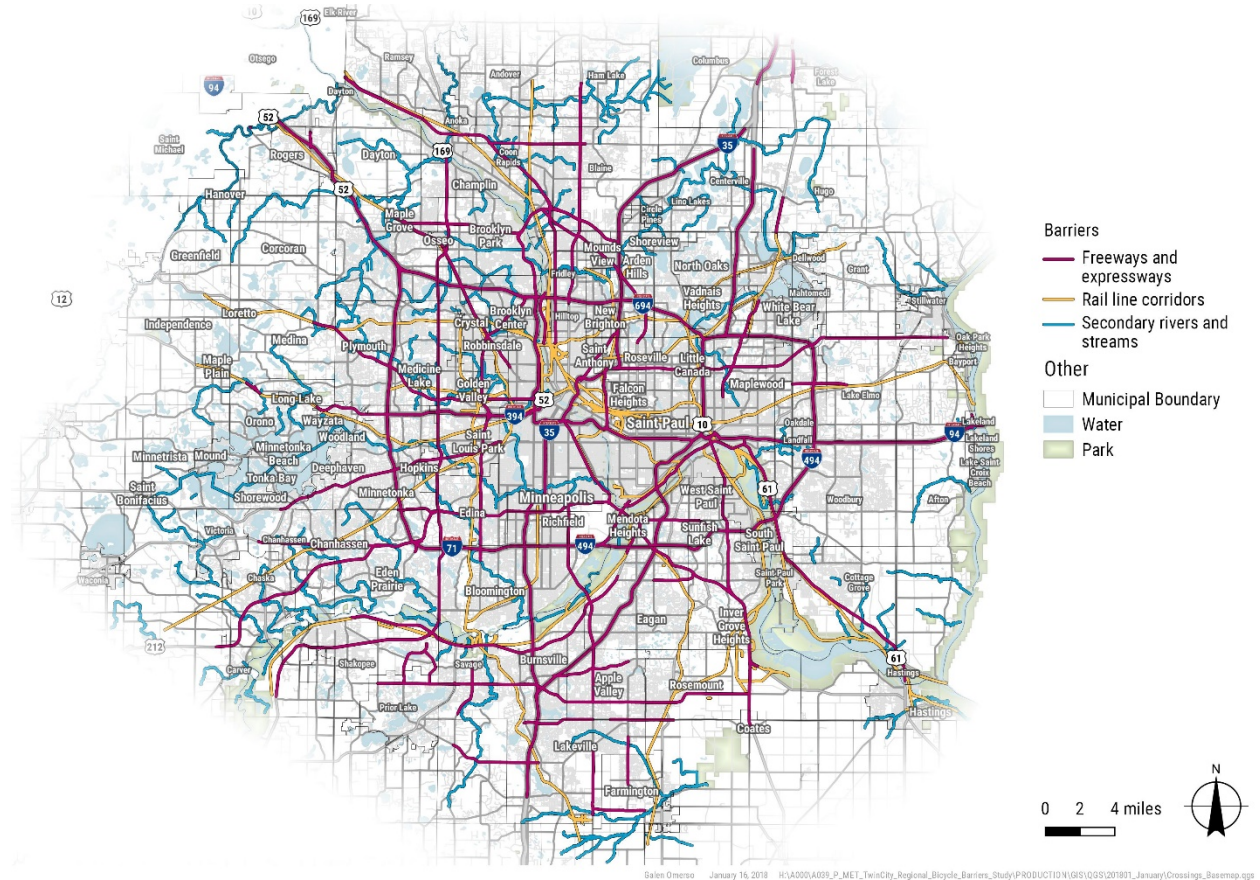 169
Elk River
10
Otsego
Ramsey
Andover
Ham Lake
Columbus
Forest Lake
94
Dayton
52
Anoka
Saint Michael
Rogers
Dayton
169
Coon Rapids
Blaine
35
Centerville
Hanover
52
Champlin
Circle Pines
Lino Lakes
Hugo
Maple Grove
Osseo
Brooklyn Park
Mounds View
Shoreview
Arden Hills
North Oaks
Dellwood
Grant
Greenfield
Corcoran
Fridley
Vadnais Heights
Mahtomedi
Stillwater
12
Loretto
Independence
Medina
Plymouth
Crystal
Brooklyn Center
Robbinsdale
Hilltop
New Brighton
694
White Bear Lake
Saint Anthony
Roseville
Little Canada
Oak Park Heights
Bayport
Maple Plain
Medicine Lake
Golden Valley
Falcon Heights
Maplewood
Lake Elmo
Long Lake
Orono
Wayzata
Woodland
394
52
35
Saint Paul
10
Oakdale
Landfall
94
Lakeland
Lakeland Shores
Lake Saint Croix Beach
Minnetrista
Mound
Minnetonka Beach
Tonka Bay
Deephaven
Hopkins
Saint Louis Park
494
Saint Bonifacius
Shorewood
Minnetonka
Minneapolis
West Saint Paul
61
Woodbury
Afton
Victoria
Edina
Richfield
Mendota Heights
Sunfish Lake
South Saint Paul
Chanhassen
Chanhassen
71
494
Waconia
Chaska
Eden Prairie
Bloomington
Saint Paul Park
Cottage Grove
212
Eagan
Inver Grove Heights
Carver
Shakopee
Savage
Burnsville
61
Hastings
Prior Lake
Apple Valley
Rosemount
Hastings
Coates
Lakeville
Farmington
Barriers
Freeways and
expressways
Rail line corridors
Secondary rivers and
streams
Other
Municipal Boundary
Water
Park
N
0 2 4 miles
Galen Omerso January 16, 2018 H:\A000\A039_P_MET_TwinCity_Regional_Bicycle_Barriers_Study\PRODUCTION\GIS\QGS\201801_January\Crossings_Basemap.qgs